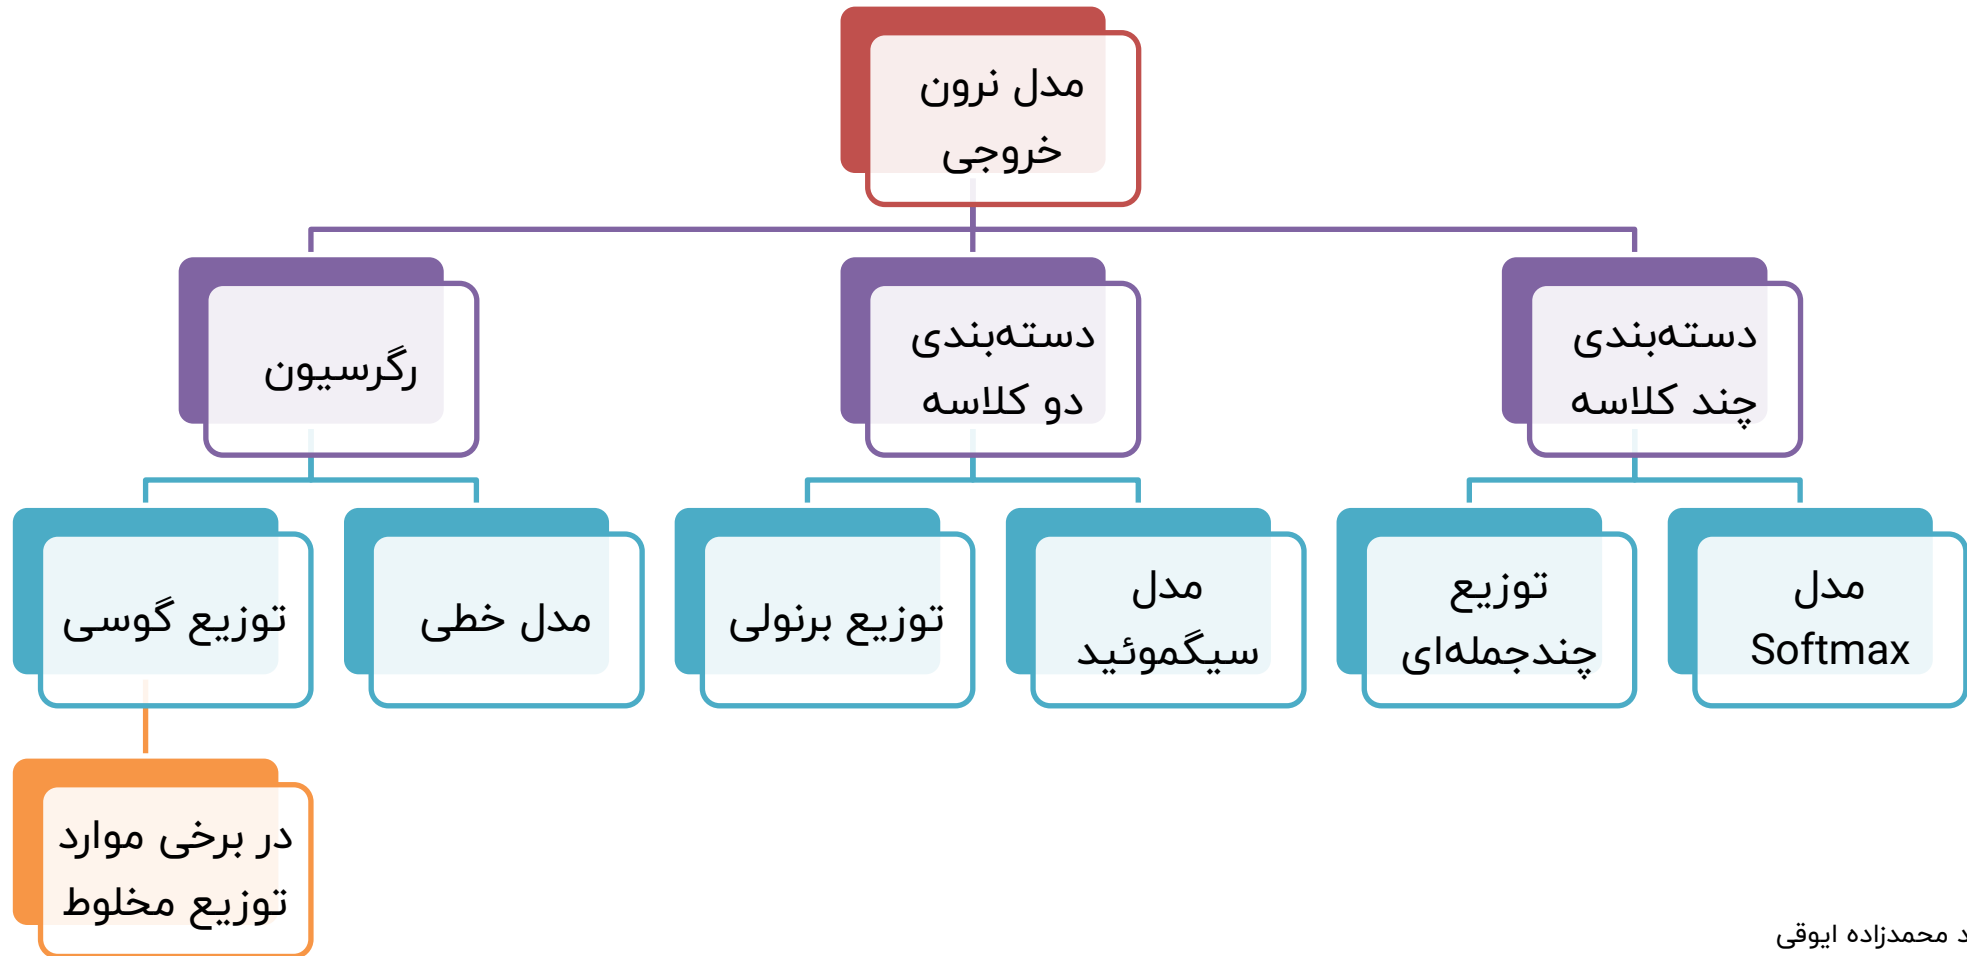 مدل نرون
خروجی
دسته‌بندی
چند کلاسه
دسته‌بندی
دو کلاسه
رگرسیون
مدل
Softmax
توزیع
چندجمله‌ای
مدل
سیگموئید
توزیع برنولی
مدل خطی
توزیع گوسی
در برخی موارد
توزیع مخلوط
محمدزاده ایوقی